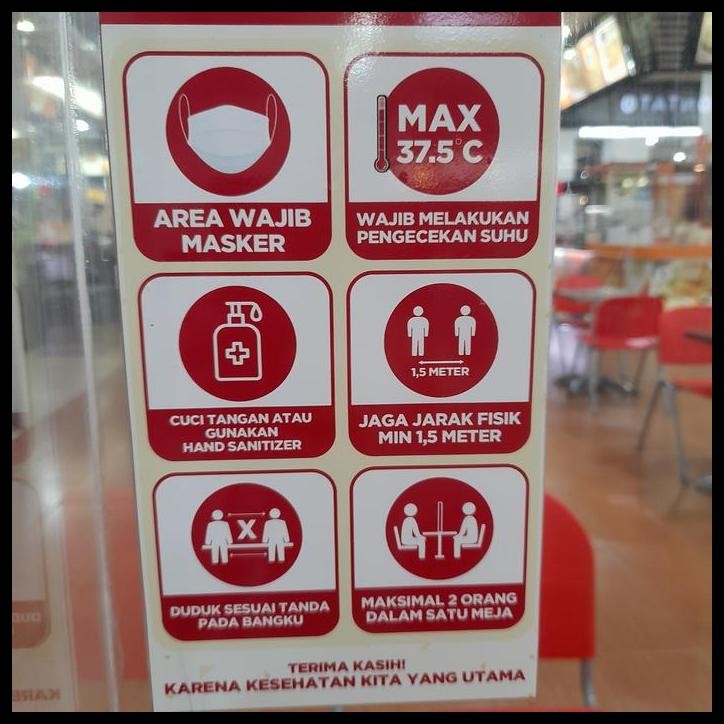 AREA WAJIB
MASKER
MAX
37.5°C
WAJIB MELAKUKAN
PENGECEKAN SUHU
CUCI TANGAN ATAU
GUNAKAN
HAND SANITIZER
1,5 METER
JAGA JARAK FISIK
MIN 1,5 METER
X
DUDUK SESUAI TANDA
PADA BANGKU
MAKSIMAL 2 ORANG
DALAM SATU MEJA
TERIMA KASIH!
KARENA KESEHATAN KITA YANG UTAMA